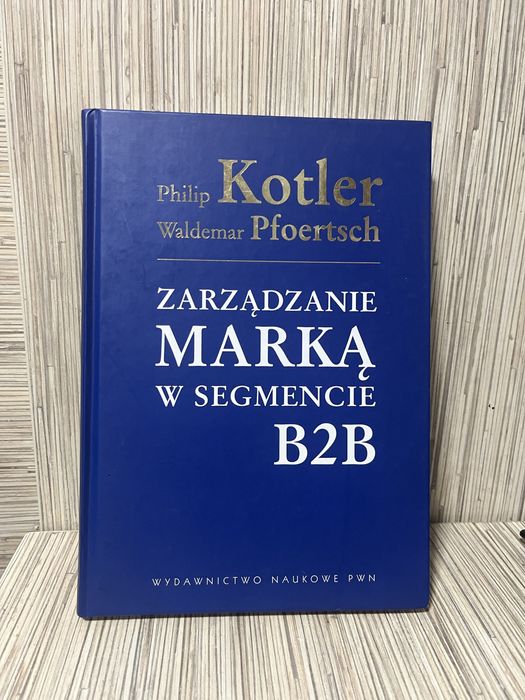 Philip Kotler
Waldemar Pfoertsch
ZARZĄDZANIE
MARKĄ
W SEGMENCIE
B2B
WYDAWNICTWO NAUKOWE PWN